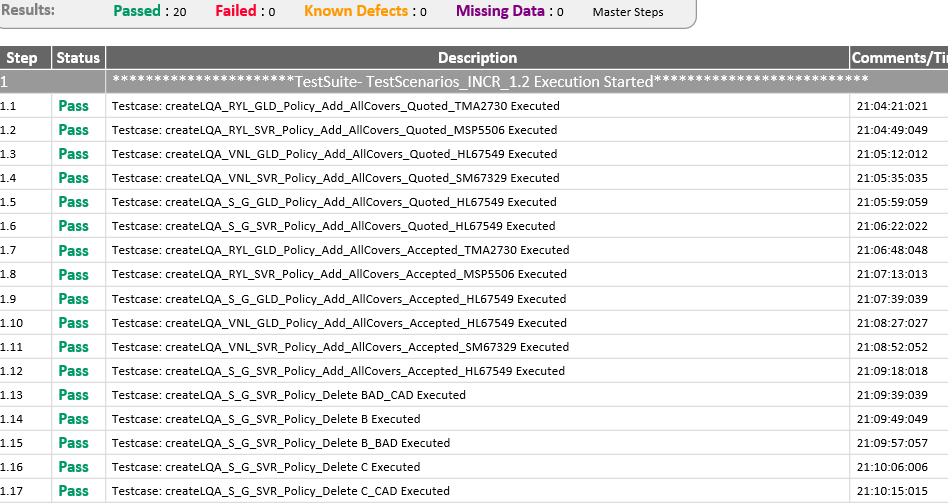 Results: Passed : 20 Failed : 0 Known Defects : 0 Missing Data : 0 Master Steps
Step Status Description Comments/Ti
1 **********************TestSuite- TestScenarios_INCR_1.2 Execution Started**************************
1.1 Pass Testcase: createLQA_RYL_GLD_Policy_Add_AllCovers_Quoted_TMA2730 Executed 21:04:21:021
1.2 Pass Testcase: createLQA_RYL_SVR_Policy_Add_AllCovers_Quoted_MSP5506 Executed 21:04:49:049
1.3 Pass Testcase: createLQA_VNL_GLD_Policy_Add_AllCovers_Quoted_HL67549 Executed 21:05:12:012
1.4 Pass Testcase: createLQA_VNL_SVR_Policy_Add_AllCovers_Quoted_SM67329 Executed 21:05:35:035
1.5 Pass Testcase: createLQA_S_G_GLD_Policy_Add_AllCovers_Quoted_HL67549 Executed 21:05:59:059
1.6 Pass Testcase: createLQA_S_G_SVR_Policy_Add_AllCovers_Quoted_HL67549 Executed 21:06:22:022
1.7 Pass Testcase: createLQA_RYL_GLD_Policy_Add_AllCovers_Accepted_TMA2730 Executed 21:06:48:048
1.8 Pass Testcase: createLQA_RYL_SVR_Policy_Add_AllCovers_Accepted_MSP5506 Executed 21:07:13:013
1.9 Pass Testcase: createLQA_S_G_GLD_Policy_Add_AllCovers_Accepted_HL67549 Executed 21:07:39:039
1.10 Pass Testcase: createLQA_VNL_GLD_Policy_Add_AllCovers_Accepted_HL67549 Executed 21:08:27:027
1.11 Pass Testcase: createLQA_VNL_SVR_Policy_Add_AllCovers_Accepted_SM67329 Executed 21:08:52:052
1.12 Pass Testcase: createLQA_S_G_SVR_Policy_Add_AllCovers_Accepted_HL67549 Executed 21:09:18:018
1.13 Pass Testcase: createLQA_S_G_SVR_Policy_Delete BAD_CAD Executed 21:09:39:039
1.14 Pass Testcase: createLQA_S_G_SVR_Policy_Delete B Executed 21:09:49:049
1.15 Pass Testcase: createLQA_S_G_SVR_Policy_Delete B_BAD Executed 21:09:57:057
1.16 Pass Testcase: createLQA_S_G_SVR_Policy_Delete C Executed 21:10:06:006
1.17 Pass Testcase: createLQA_S_G_SVR_Policy_Delete C_CAD Executed 21:10:15:015